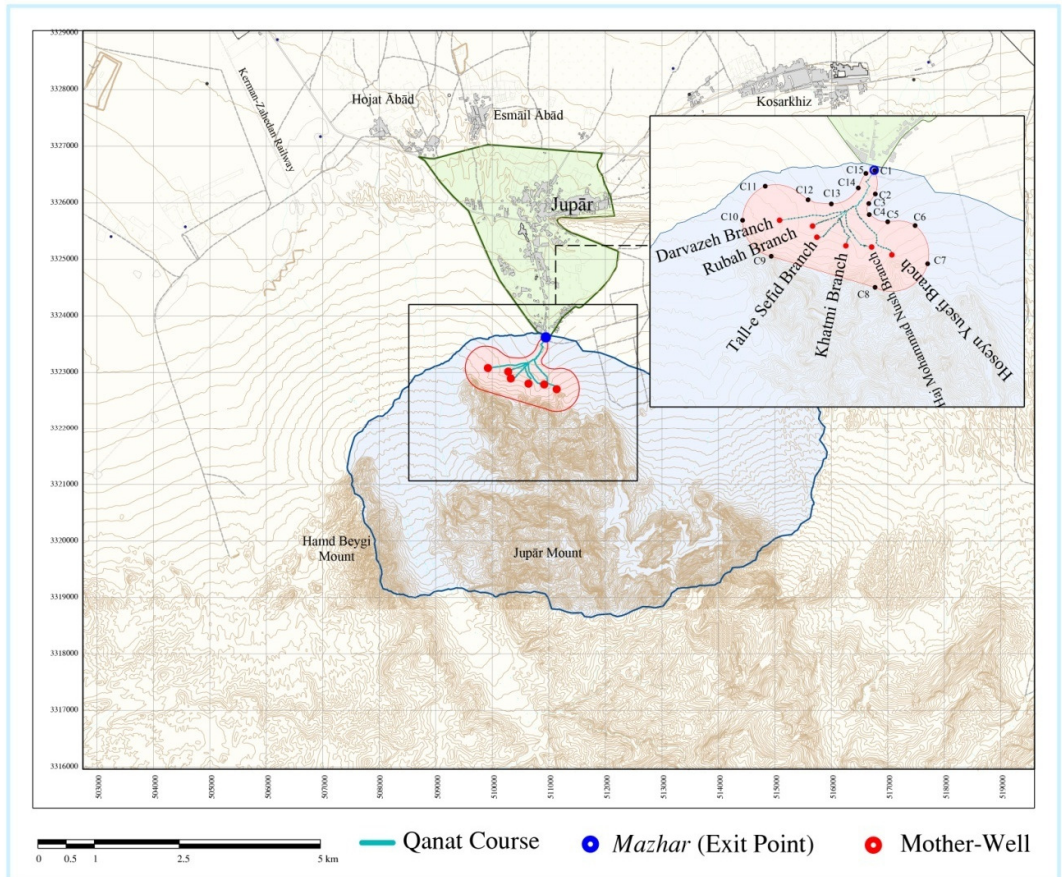 3329000
3328000
3327000
3326000
3325000
3324000
3323000
3322000
3321000
3320000
3319000
3318000
3317000
3316000
Kerman-Zahedan Railway
Hojat Ābād
Esmāil Ābād
Kosarkhiz
Jupār
C15
C1
C14
C2
C11
C12
C13
C3
C4
C5
C6
C10
C7
C9
C8
Darvazeh Branch
Rubah Branch
Tall-e Sefid Branch
Khatmi Branch
Haj Mohammad Nush Branch
Hoseyn Yusefi Branch
Hamd Beygi
Mount
Jupār Mount
503000
504000
505000
506000
507000
508000
509000
510000
511000
512000
513000
514000
515000
516000
517000
518000
519000
0 0.5 1 2.5 5 km
Qanat Course
Mazhar (Exit Point)
Mother-Well